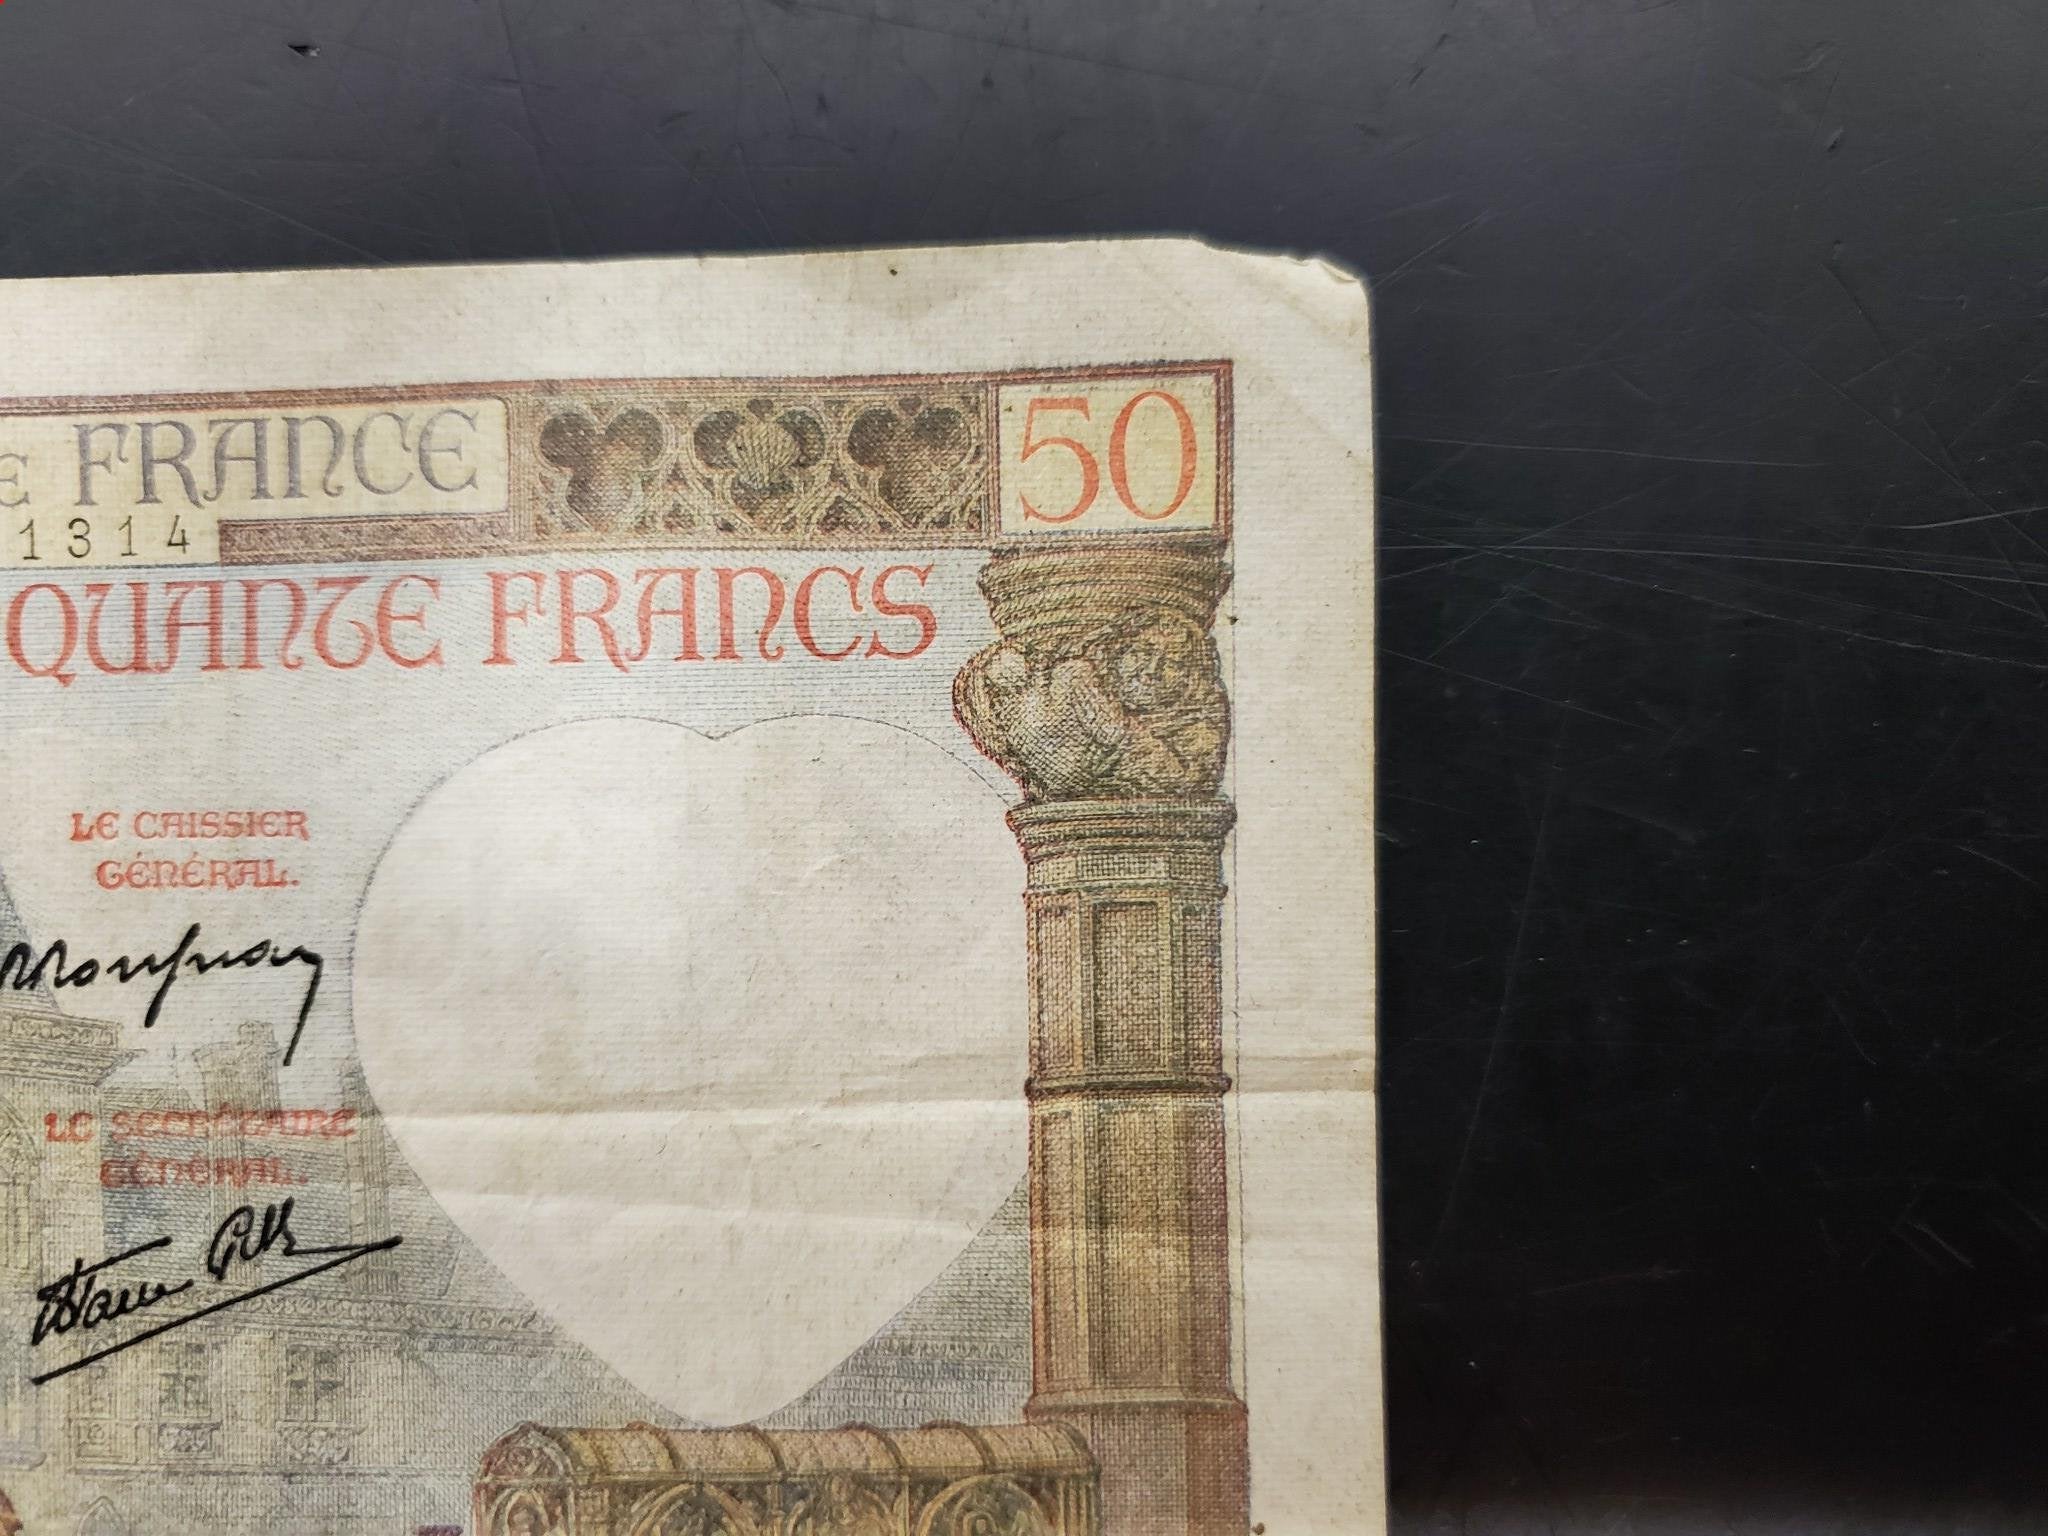 E FRANCE
50
1314
QUANTE FRANCS
LE CAISSIER
GÉNÉRAL.
LE SECRÉTAIRE
GÉNÉRAL.